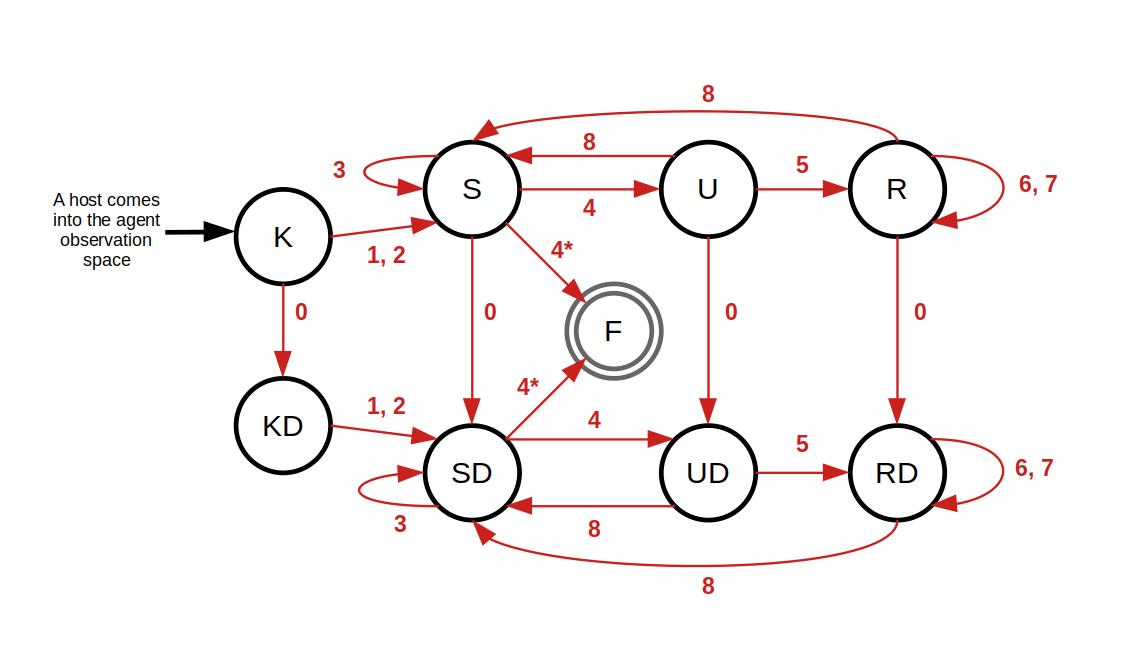 8
8
3
5
S
U
R
6, 7
A host comes
into the agent
observation
space
4
K
4*
1, 2
0
0
F
0
0
4*
1, 2
4
KD
5
SD
UD
RD
6, 7
3
8
8